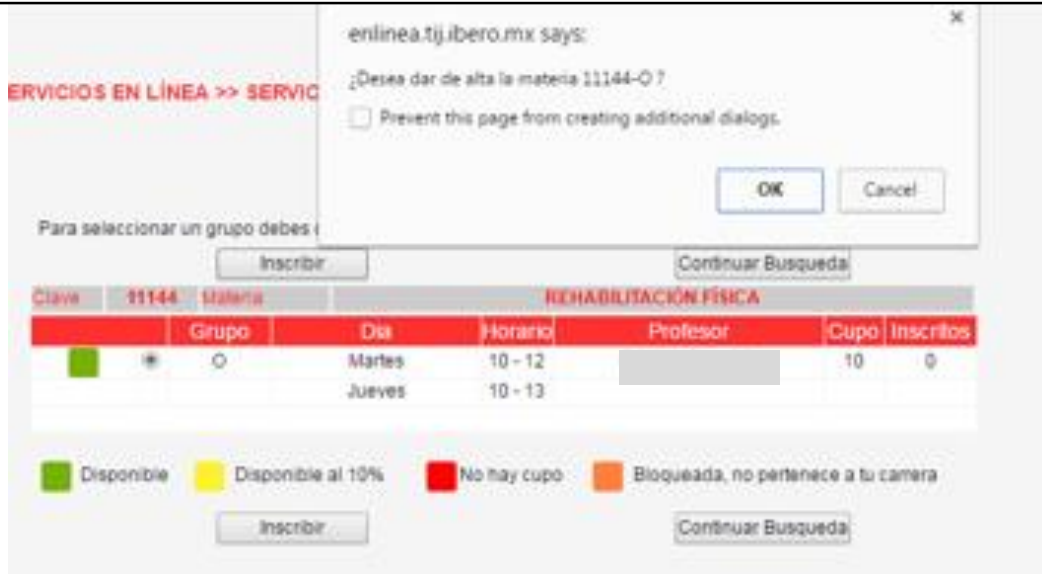 enlinea.tij.ibero.mx says:
¿Desea dar de alta la materia 11144-O ?
Prevent this page from creating additional dialogs.
OK Cancel
ERVICIOS EN LÍNEA >> SERVIC
Para seleccionar un grupo debes
Inscribir Continuar Busqueda
Clave 11144 Materia REHABILITACIÓN FÍSICA
Grupo Dia Horario Profesor Cupo Inscritos
O Martes 10 - 12 10 0
Jueves 10 - 13
Disponible Disponible al 10% No hay cupo Bloqueada, no pertenece a tu carrera
Inscribir Continuar Busqueda